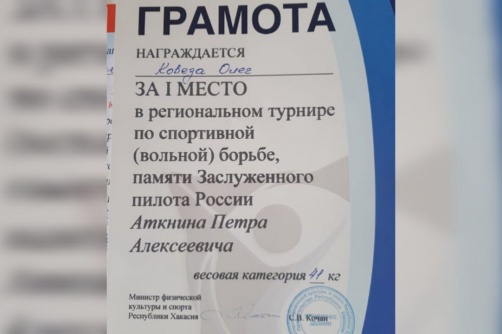 ГРАМОТА
НАГРАЖДАЕТСЯ
Коведа Олег
ЗА I МЕСТО
в региональном турнире
по спортивной
(вольной) борьбе,
памяти Заслуженного
пилота России
Аткнина Петра
Алексеевича
весовая категория 41 кг
Министр физической
культуры и спорта
Республики Хакасия
С.В. Кочан